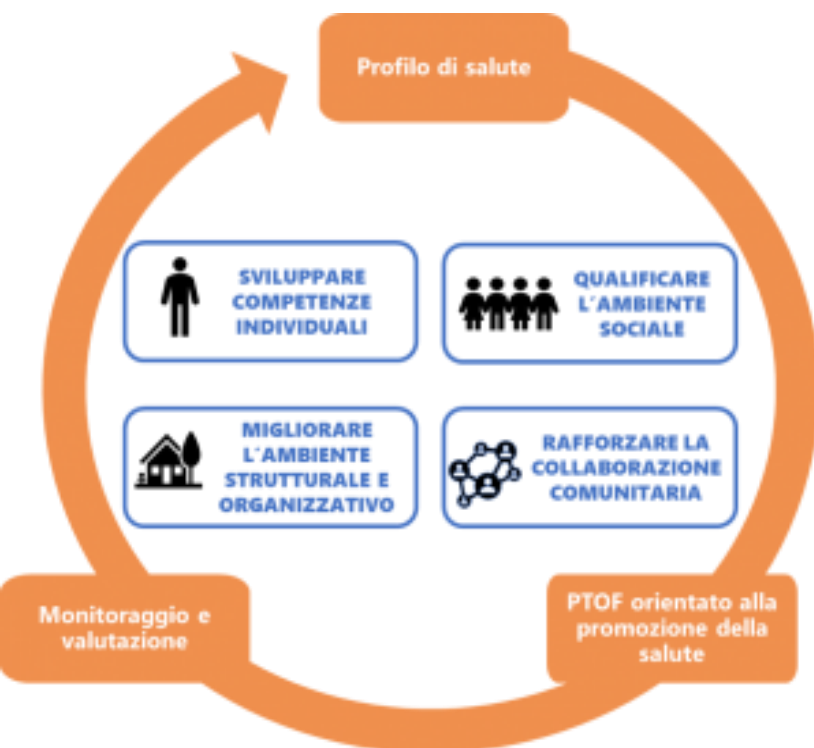 Profilo di salute
SVILUPPARE
COMPETENZE
INDIVIDUALI
QUALIFICARE
L'AMBIENTE
SOCIALE
MIGLIORARE
L'AMBIENTE
STRUTTURALE E
ORGANIZZATIVO
RAFFORZARE LA
COLLABORAZIONE
COMUNITARIA
Monitoraggio e
valutazione
PTOF orientato alla
promozione della
salute